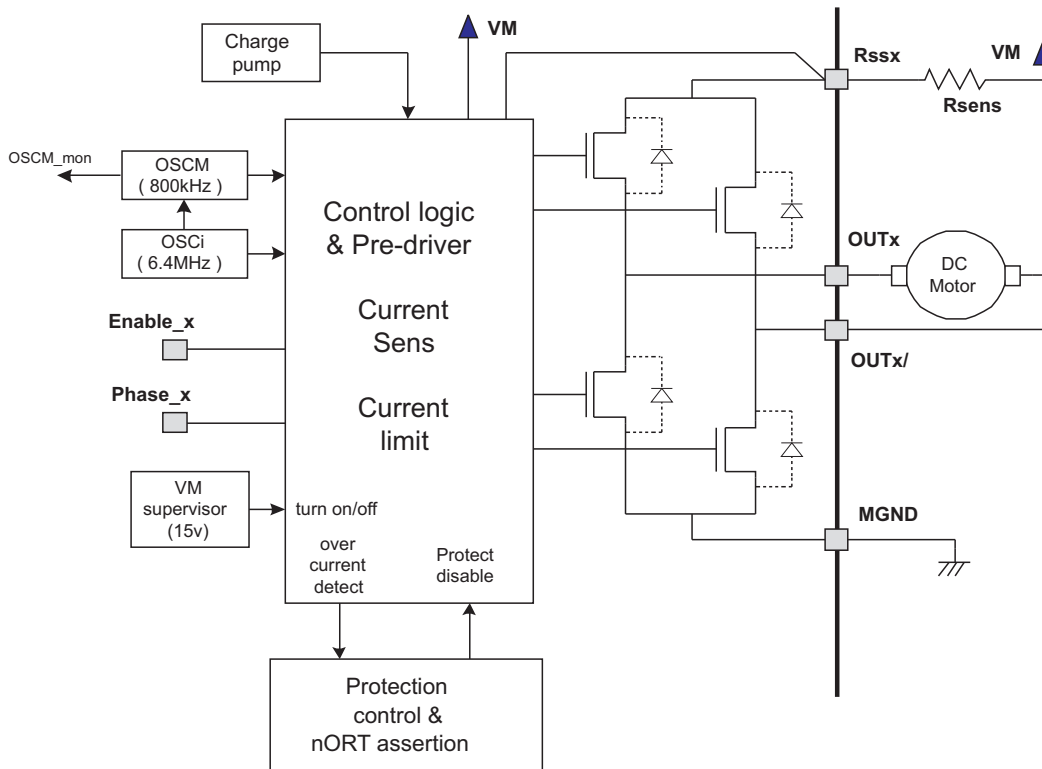 Charge
pump
VM
Rssx
VM
Rsens
OSCM_mon
OSCM
( 800kHz )
OSCi
( 6.4MHz )
Control logic
& Pre-driver
Current
Sens
Current
limit
OUTx
DC
Motor
OUTx/
Enable_x
Phase_x
VM
supervisor
(15v)
turn on/off
over
current
detect
Protect
disable
MGND
Protection
control &
nORT assertion